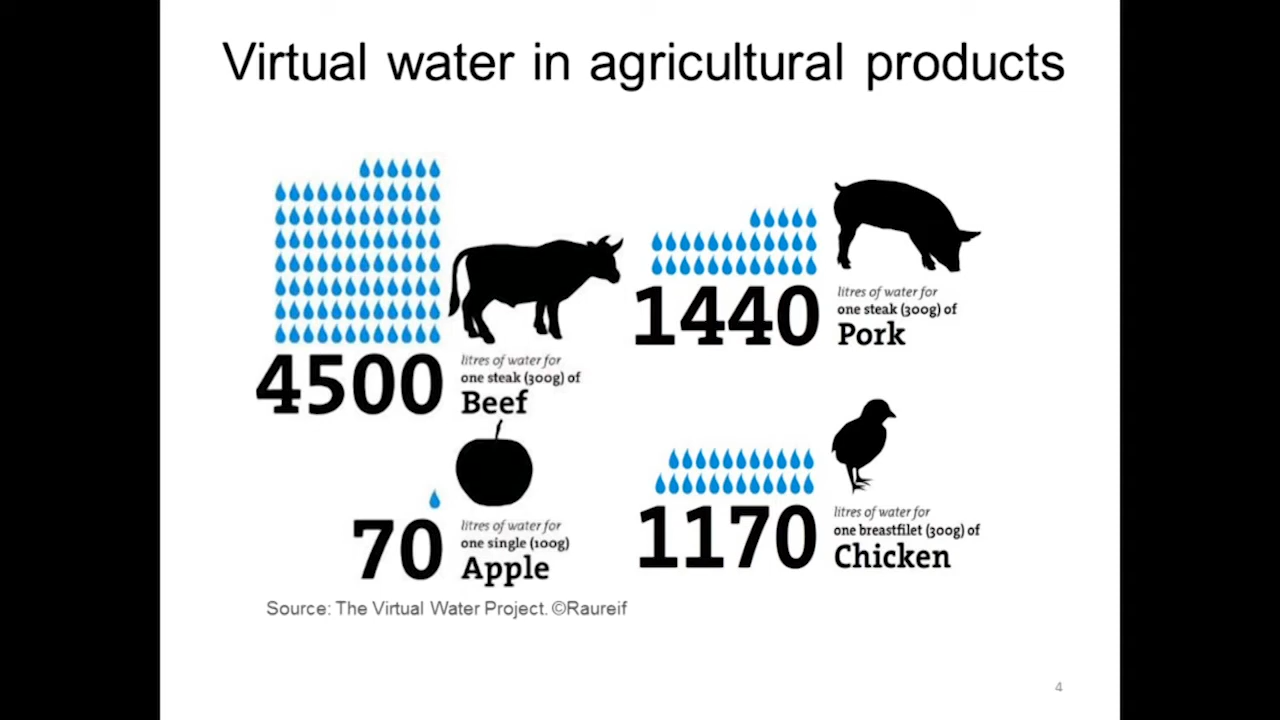 Virtual water in agricultural products
4500
litres of water for
one steak (300g) of
Beef
1440
litres of water for
one steak (300g) of
Pork
70
litres of water for
one single (100g)
Apple
1170
litres of water for
one breastfilet (300g) of
Chicken
Source: The Virtual Water Project. ©Raureif
4